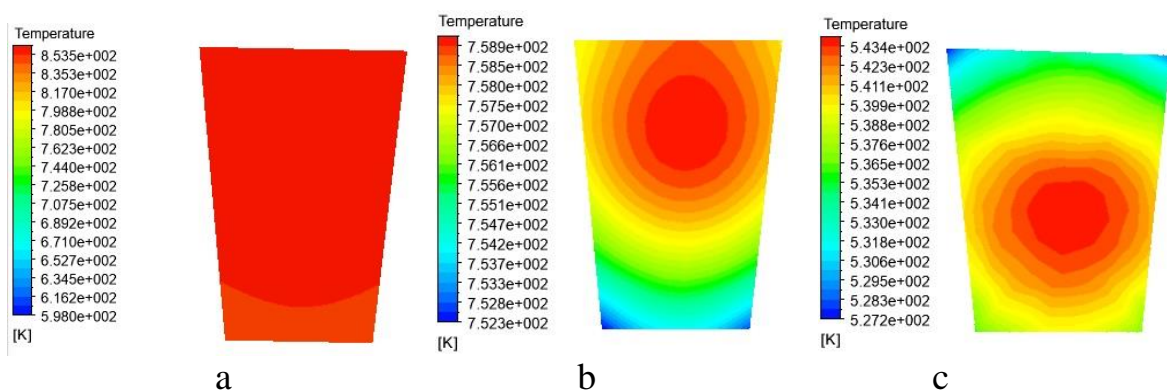 Temperature
8.535e+002
8.353e+002
8.170e+002
7.988e+002
7.805e+002
7.623e+002
7.440e+002
7.258e+002
7.075e+002
6.892e+002
6.710e+002
6.527e+002
6.345e+002
6.162e+002
5.980e+002
[K]
a
Temperature
7.589e+002
7.585e+002
7.580e+002
7.575e+002
7.570e+002
7.566e+002
7.561e+002
7.556e+002
7.551e+002
7.547e+002
7.542e+002
7.537e+002
7.533e+002
7.528e+002
7.523e+002
[K]
b
Temperature
5.434e+002
5.423e+002
5.411e+002
5.399e+002
5.388e+002
5.376e+002
5.365e+002
5.353e+002
5.341e+002
5.330e+002
5.318e+002
5.306e+002
5.295e+002
5.283e+002
5.272e+002
[K]
c